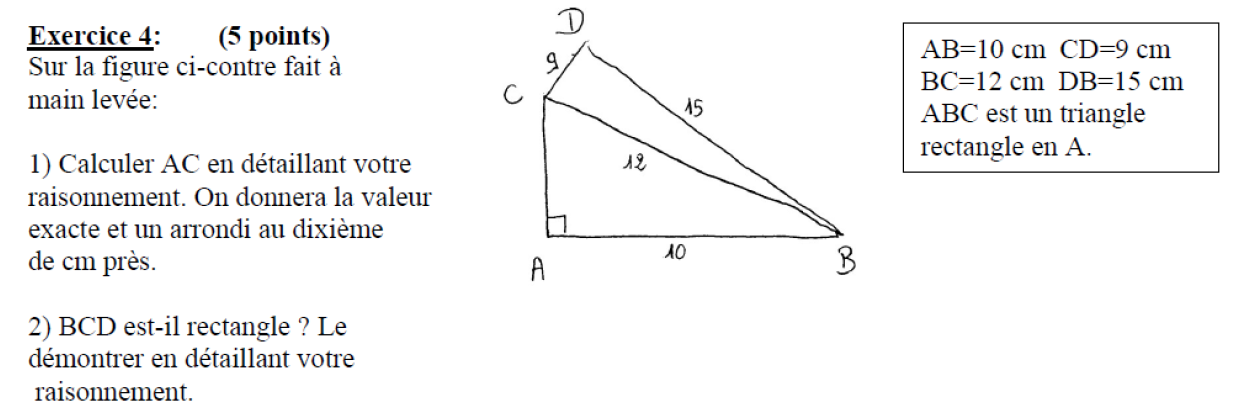 Exercice 4: (5 points)
Sur la figure ci-contre fait à
main levée:
1) Calculer AC en détaillant votre
raisonnement. On donnera la valeur
exacte et un arrondi au dixième
de cm près.
2) BCD est-il rectangle ? Le
démontrer en détaillant votre
raisonnement.
D
9
C
15
12
10
A
B
AB=10 cm CD=9 cm
BC=12 cm DB=15 cm
ABC est un triangle
rectangle en A.